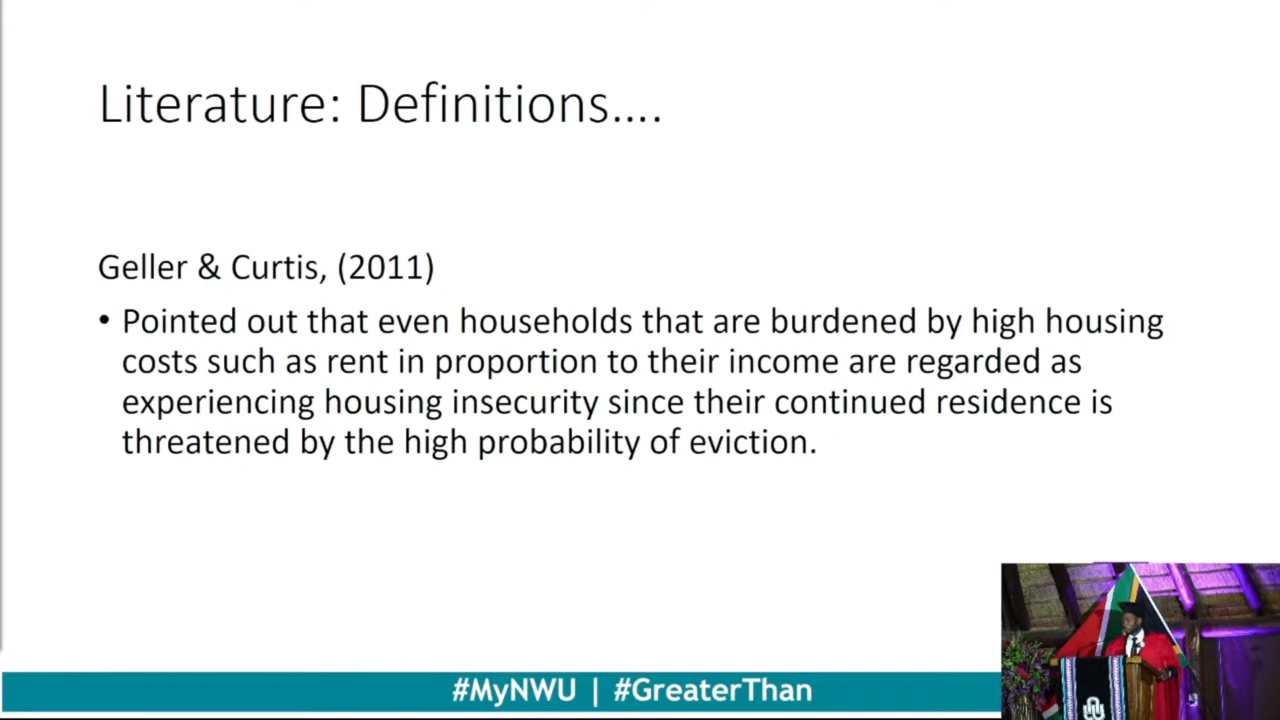 Literature: Definitions....
Geller & Curtis, (2011)
• Pointed out that even households that are burdened by high housing
costs such as rent in proportion to their income are regarded as
experiencing housing insecurity since their continued residence is
threatened by the high probability of eviction.
#MyNWU | #GreaterThan